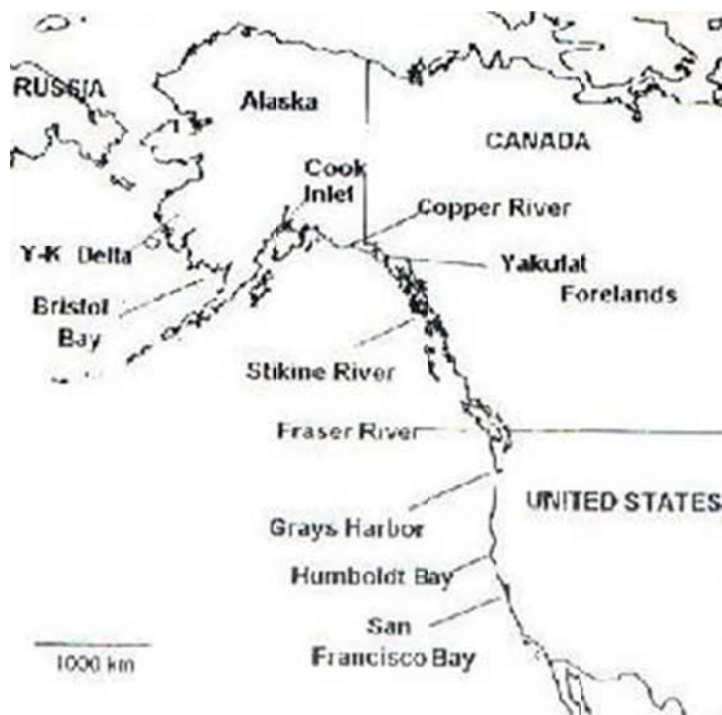 RUSSIA
Alaska
CANADA
Cook
Inlet
Copper River
Y-K Delta
Yakutat
Forelands
Bristol
Bay
Stikine River
Fraser River
UNITED STATES
Grays Harbor
Humboldt Bay
San
Francisco Bay
1000 km